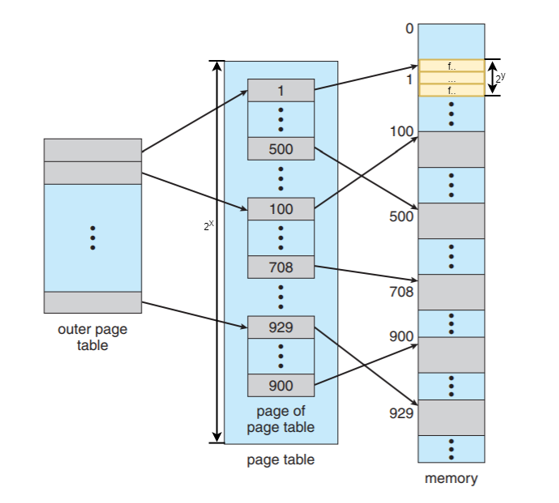 outer page
table
2^x
1
500
100
708
929
900
page of
page table
page table
0
1
f..
...
f..
2^y
100
500
708
900
929
memory